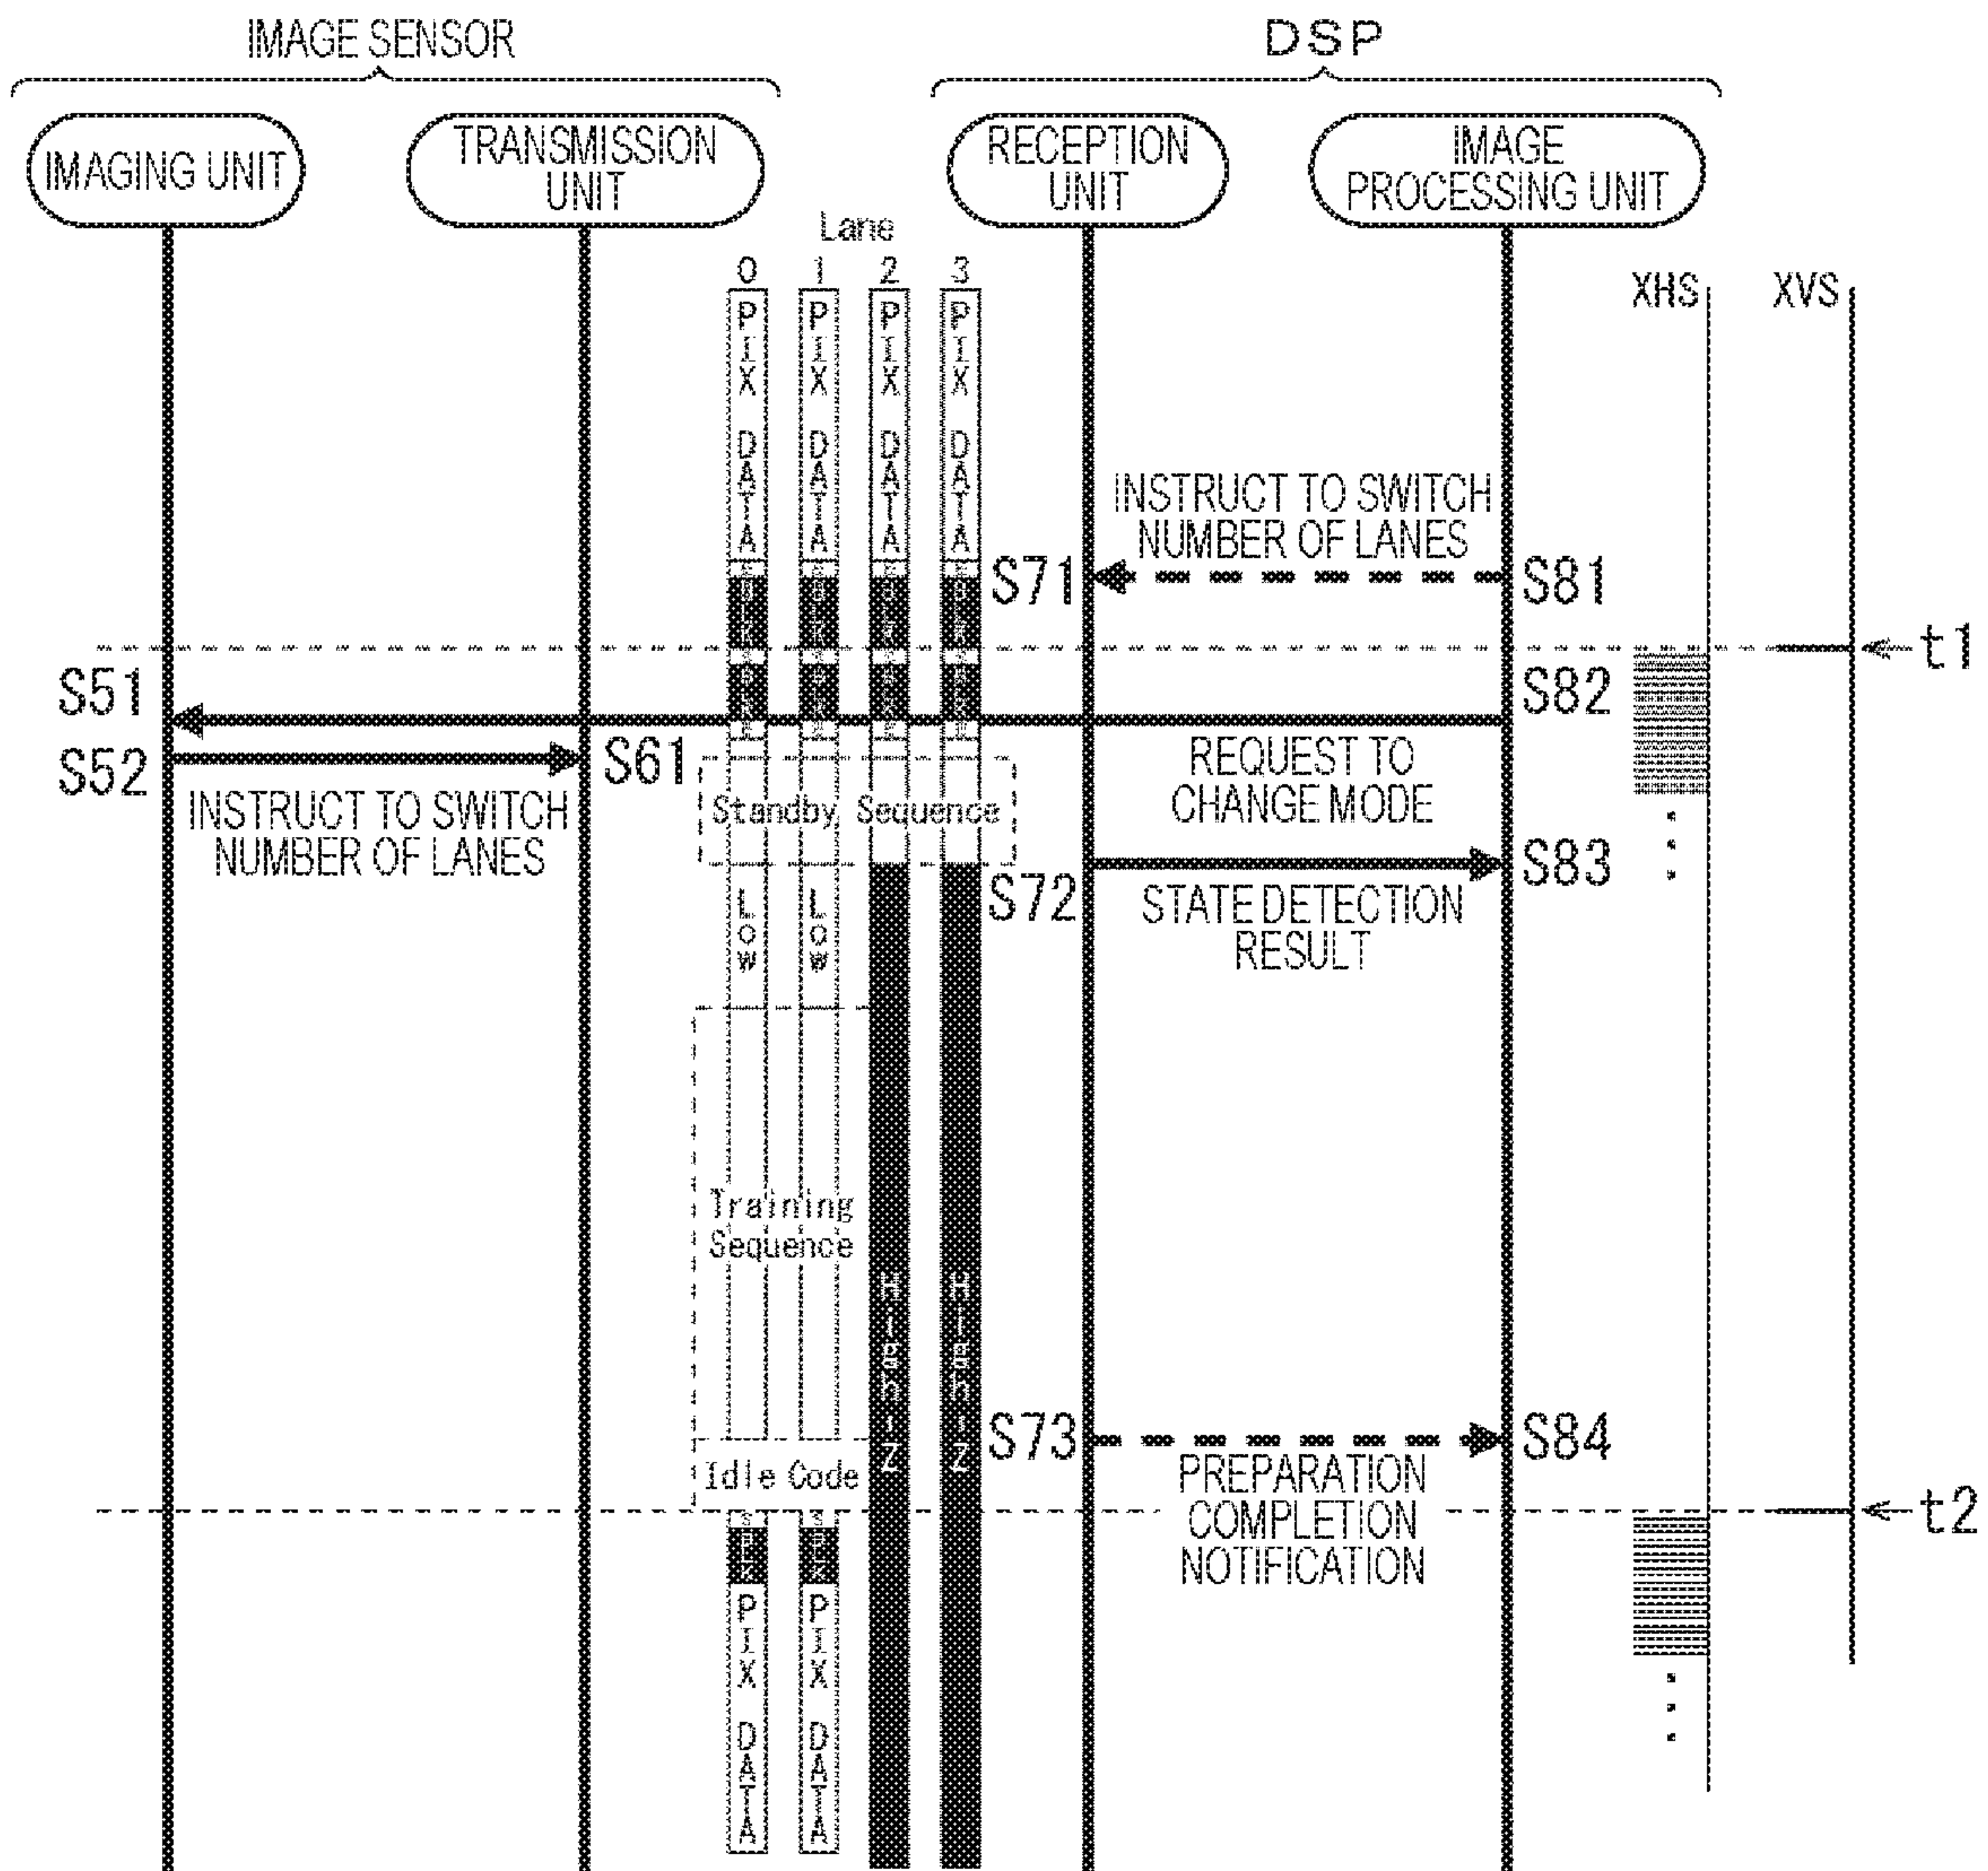 IMAGE SENSOR
DSP
IMAGING UNIT
TRANSMISSION
UNIT
RECEPTION
UNIT
IMAGE
PROCESSING UNIT
Lane
0 1 2 3
XHS
XVS
PIX DATA
PIX DATA
PIX DATA
PIX DATA
INSTRUCT TO SWITCH
NUMBER OF LANES
S71
S81
t1
S51
S82
S52
S61
INSTRUCT TO SWITCH
NUMBER OF LANES
REQUEST TO
CHANGE MODE
Standby Sequence
S72
S83
STATE DETECTION
RESULT
LOW
LOW
Training
Sequence
HighZ
HighZ
S73
S84
Idle Code
PREPARATION
COMPLETION
NOTIFICATION
t2
PIX DATA
PIX DATA